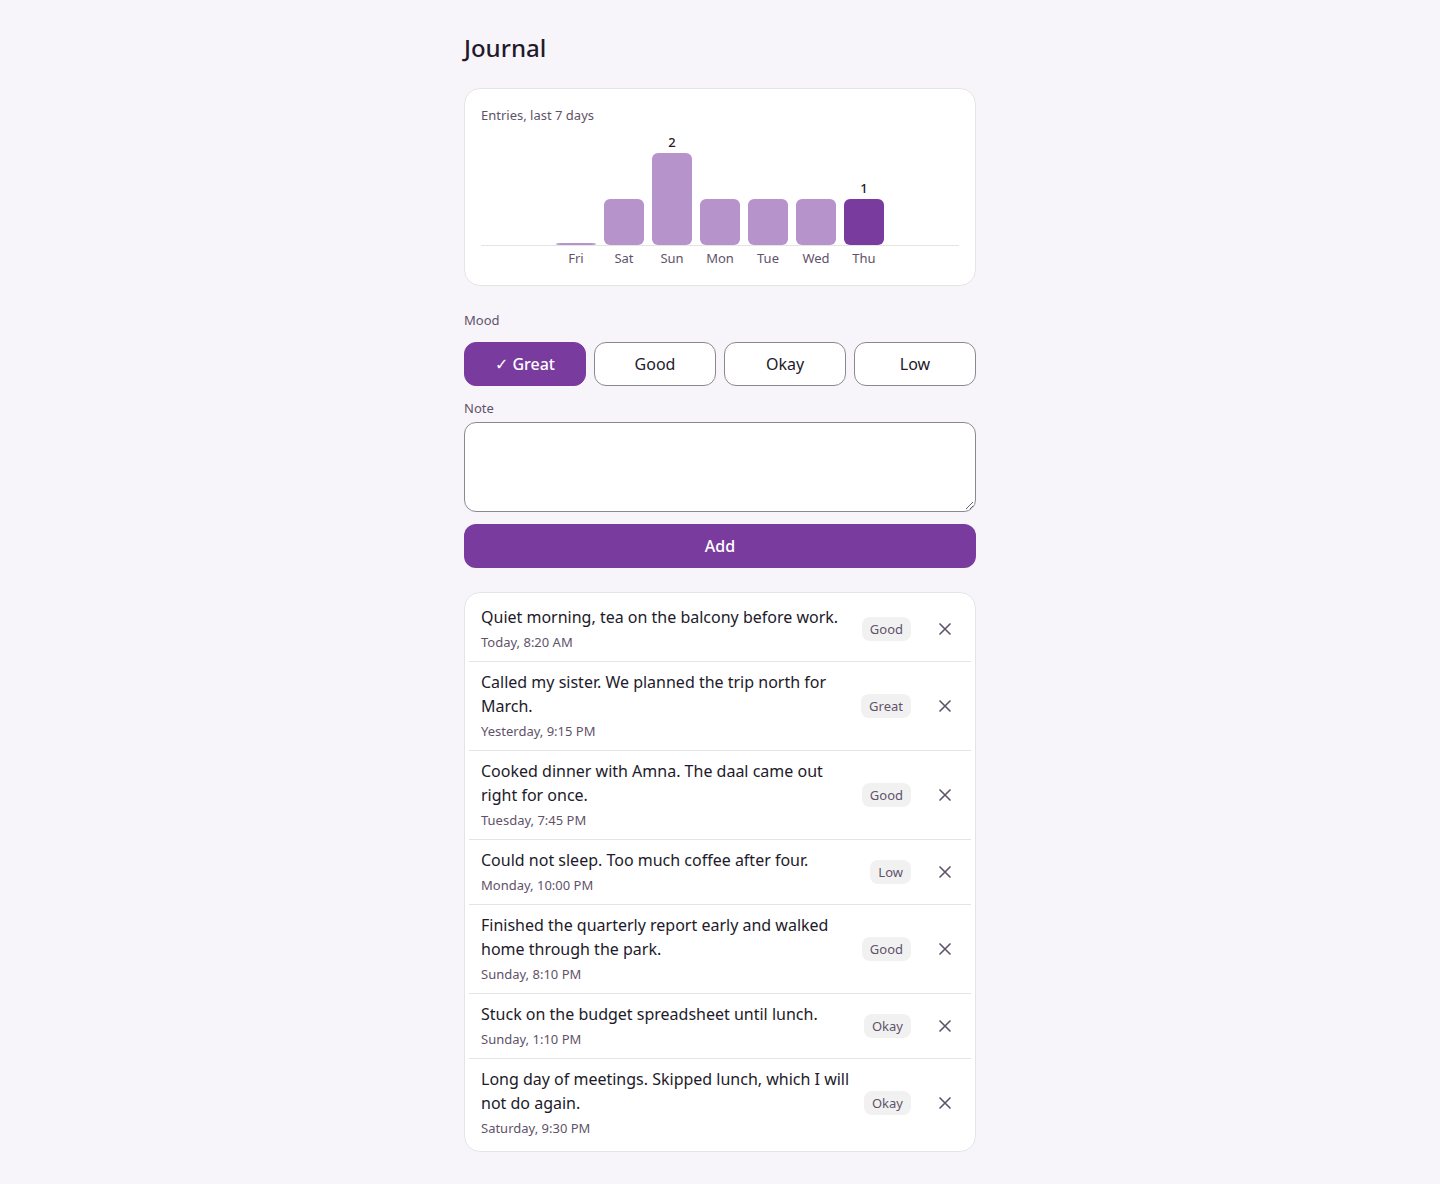 Journal
Entries, last 7 days
2
1
Fri Sat Sun Mon Tue Wed Thu
Mood
✓ Great Good Okay Low
Note
Add
Quiet morning, tea on the balcony before work.
Today, 8:20 AM
Good
Called my sister. We planned the trip north for
March.
Yesterday, 9:15 PM
Great
Cooked dinner with Amna. The daal came out
right for once.
Tuesday, 7:45 PM
Good
Could not sleep. Too much coffee after four.
Monday, 10:00 PM
Low
Finished the quarterly report early and walked
home through the park.
Sunday, 8:10 PM
Good
Stuck on the budget spreadsheet until lunch.
Sunday, 1:10 PM
Okay
Long day of meetings. Skipped lunch, which I will
not do again.
Saturday, 9:30 PM
Okay